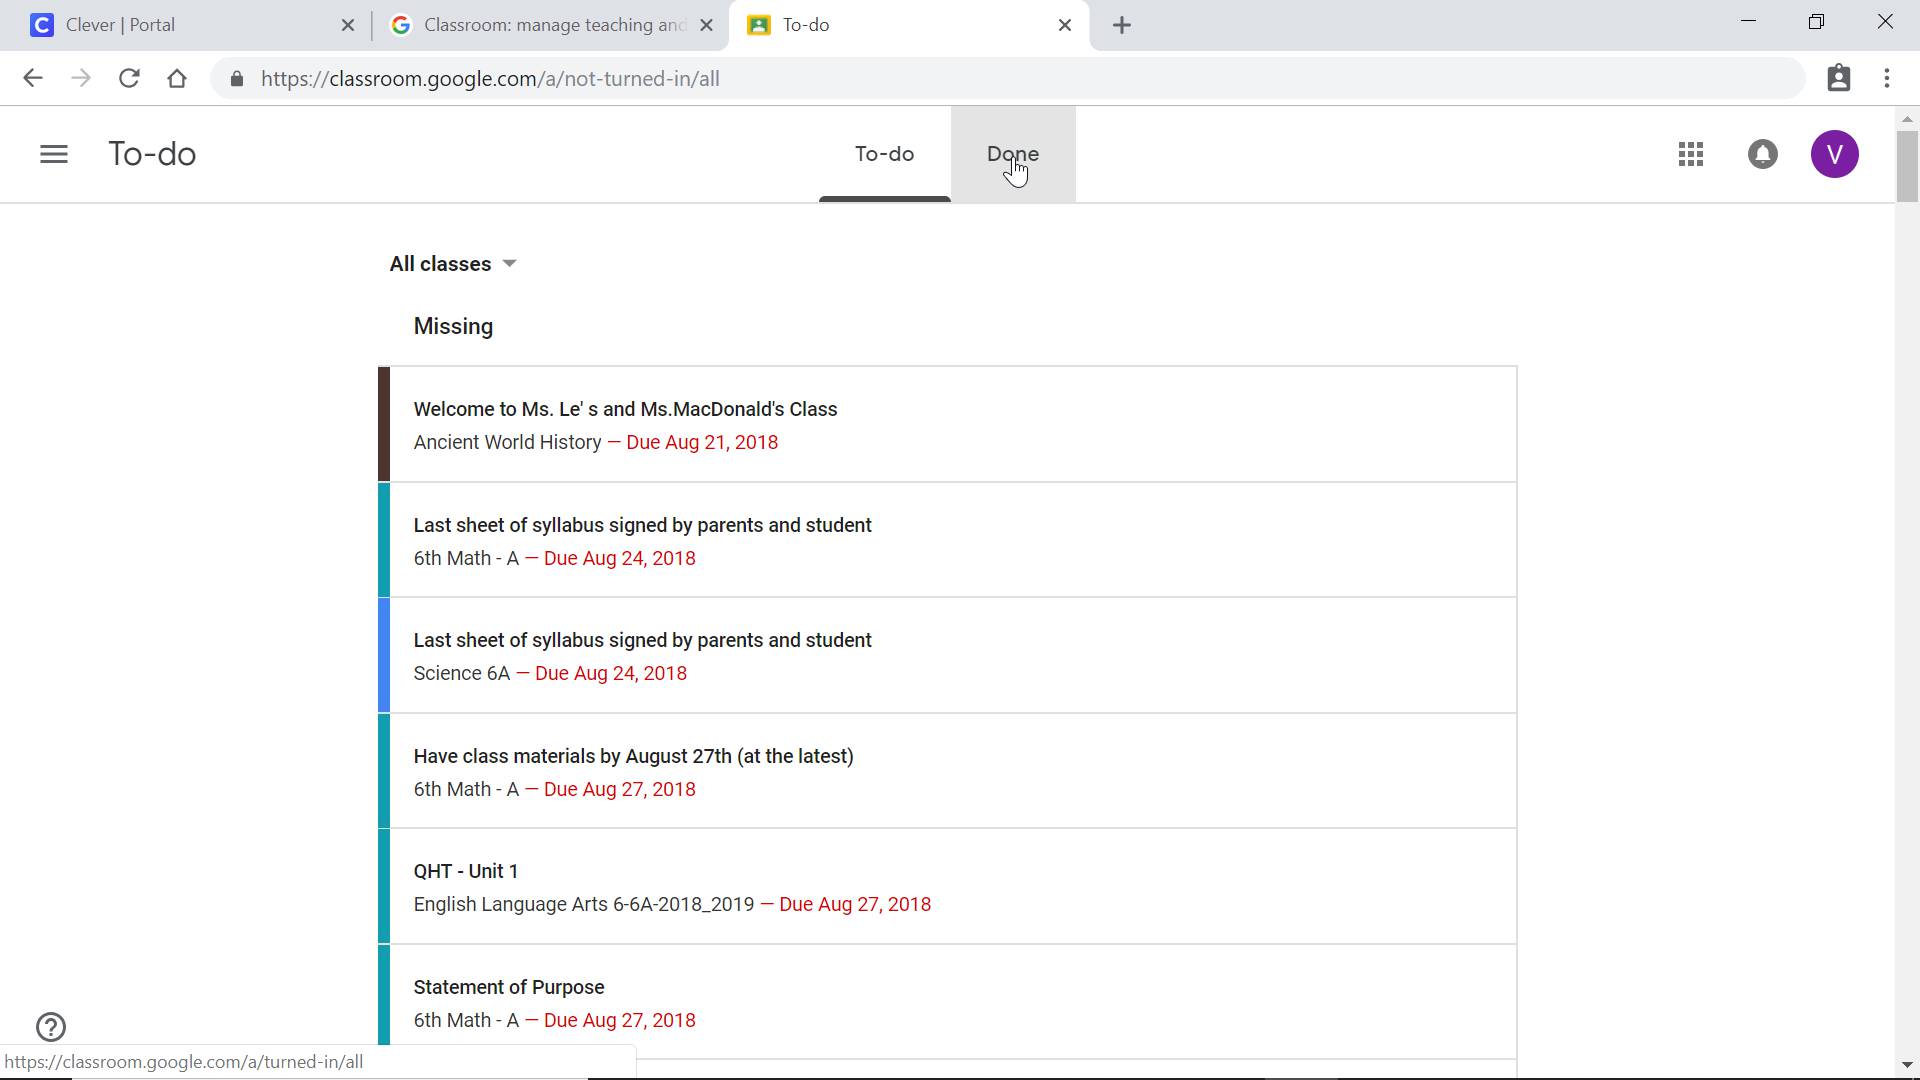 Clever | Portal
Classroom: manage teaching and
To-do
https://classroom.google.com/a/not-turned-in/all
To-do
To-do
Done
V
All classes
Missing
Welcome to Ms. Le' s and Ms.MacDonald's Class
Ancient World History — Due Aug 21, 2018
Last sheet of syllabus signed by parents and student
6th Math - A — Due Aug 24, 2018
Last sheet of syllabus signed by parents and student
Science 6A — Due Aug 24, 2018
Have class materials by August 27th (at the latest)
6th Math - A — Due Aug 27, 2018
QHT - Unit 1
English Language Arts 6-6A-2018_2019 — Due Aug 27, 2018
Statement of Purpose
6th Math - A — Due Aug 27, 2018
https://classroom.google.com/a/turned-in/all